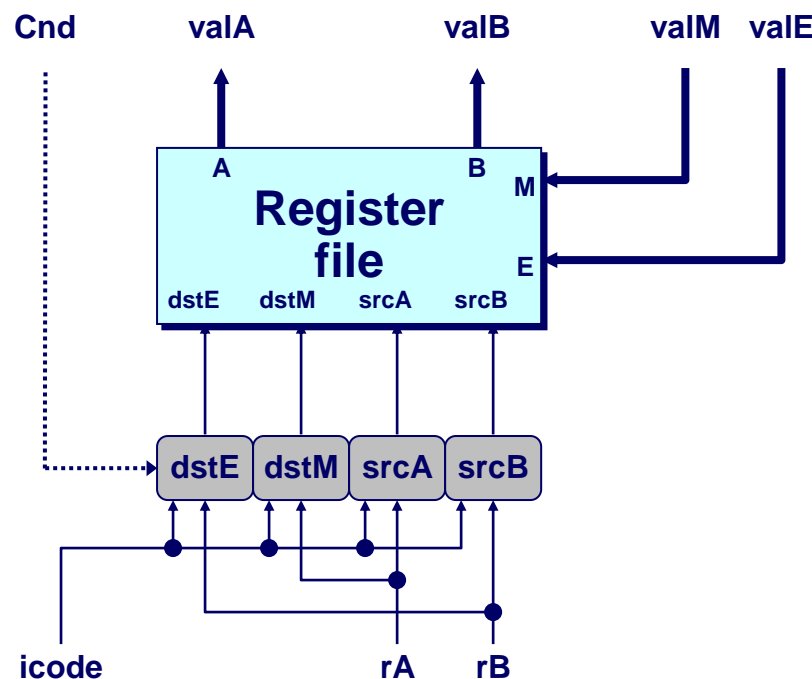 Cnd valA valB valM valE
A B
M
Register
file
E
dstE dstM srcA srcB
dstE dstM srcA srcB
icode rA rB